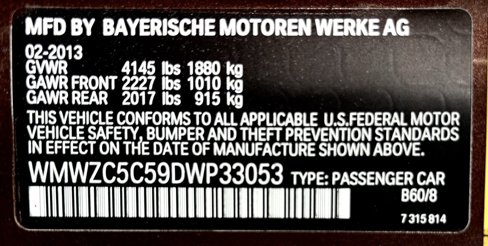 MFD BY BAYERISCHE MOTOREN WERKE AG
02-2013
GVWR 4145 lbs 1880 kg
GAWR FRONT 2227 lbs 1010 kg
GAWR REAR 2017 lbs 915 kg
THIS VEHICLE CONFORMS TO ALL APPLICABLE U.S.FEDERAL MOTOR
VEHICLE SAFETY, BUMPER AND THEFT PREVENTION STANDARDS
IN EFFECT ON THE DATE OF MANUFACTURE SHOWN ABOVE.
WMWZC5C59DWP33053 TYPE: PASSENGER CAR
B60/8
7 315 814